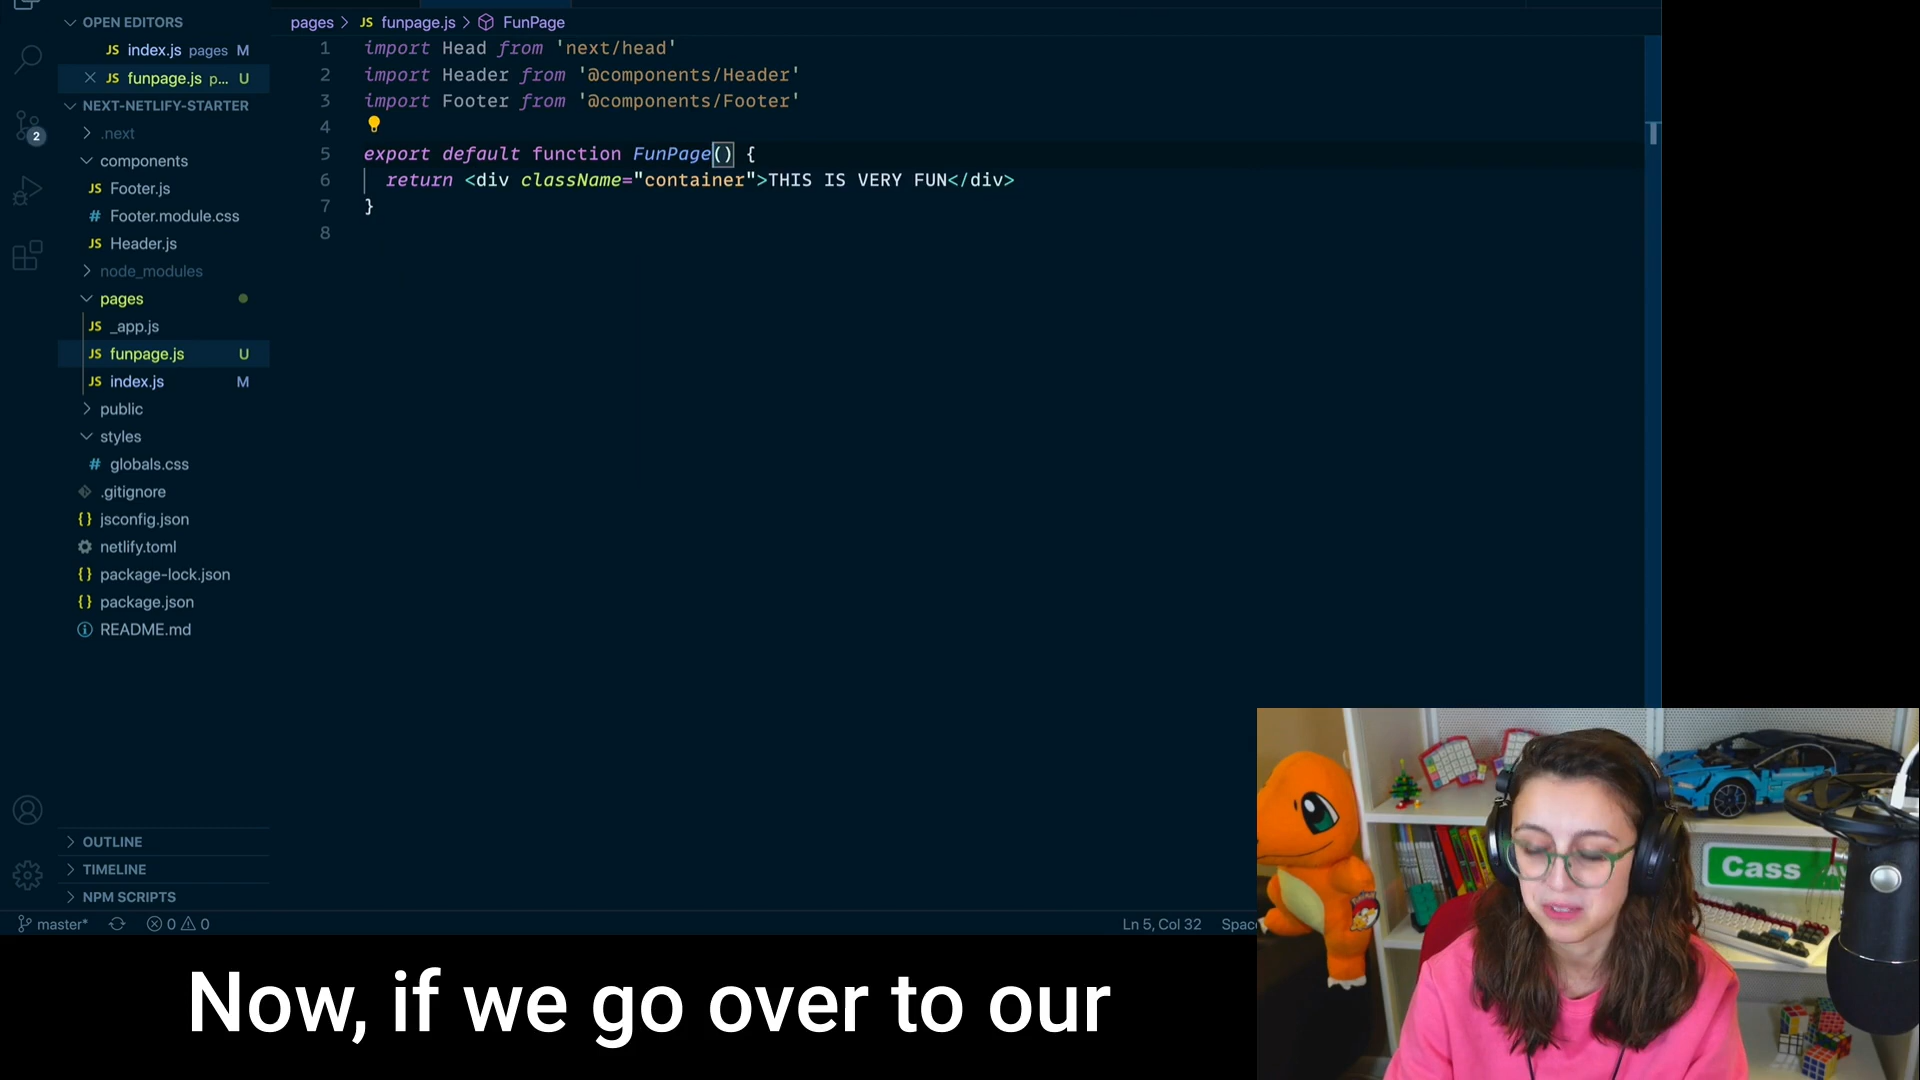 OPEN EDITORS
JS index.js pages M
JS funpage.js p... U
NEXT-NETLIFY-STARTER
.next
components
JS Footer.js
# Footer.module.css
JS Header.js
node_modules
pages
JS _app.js
JS funpage.js U
JS index.js M
public
styles
# globals.css
.gitignore
{} jsconfig.json
netlify.toml
{} package-lock.json
{} package.json
README.md
2
OUTLINE
TIMELINE
NPM SCRIPTS
pages > JS funpage.js > FunPage
1 import Head from 'next/head'
2 import Header from '@components/Header'
3 import Footer from '@components/Footer'
4
5 export default function FunPage() {
6 return <div className="container">THIS IS VERY FUN</div>
7 }
8
master* 0 0
Ln 5, Col 32 Spac
Cass
Now, if we go over to our